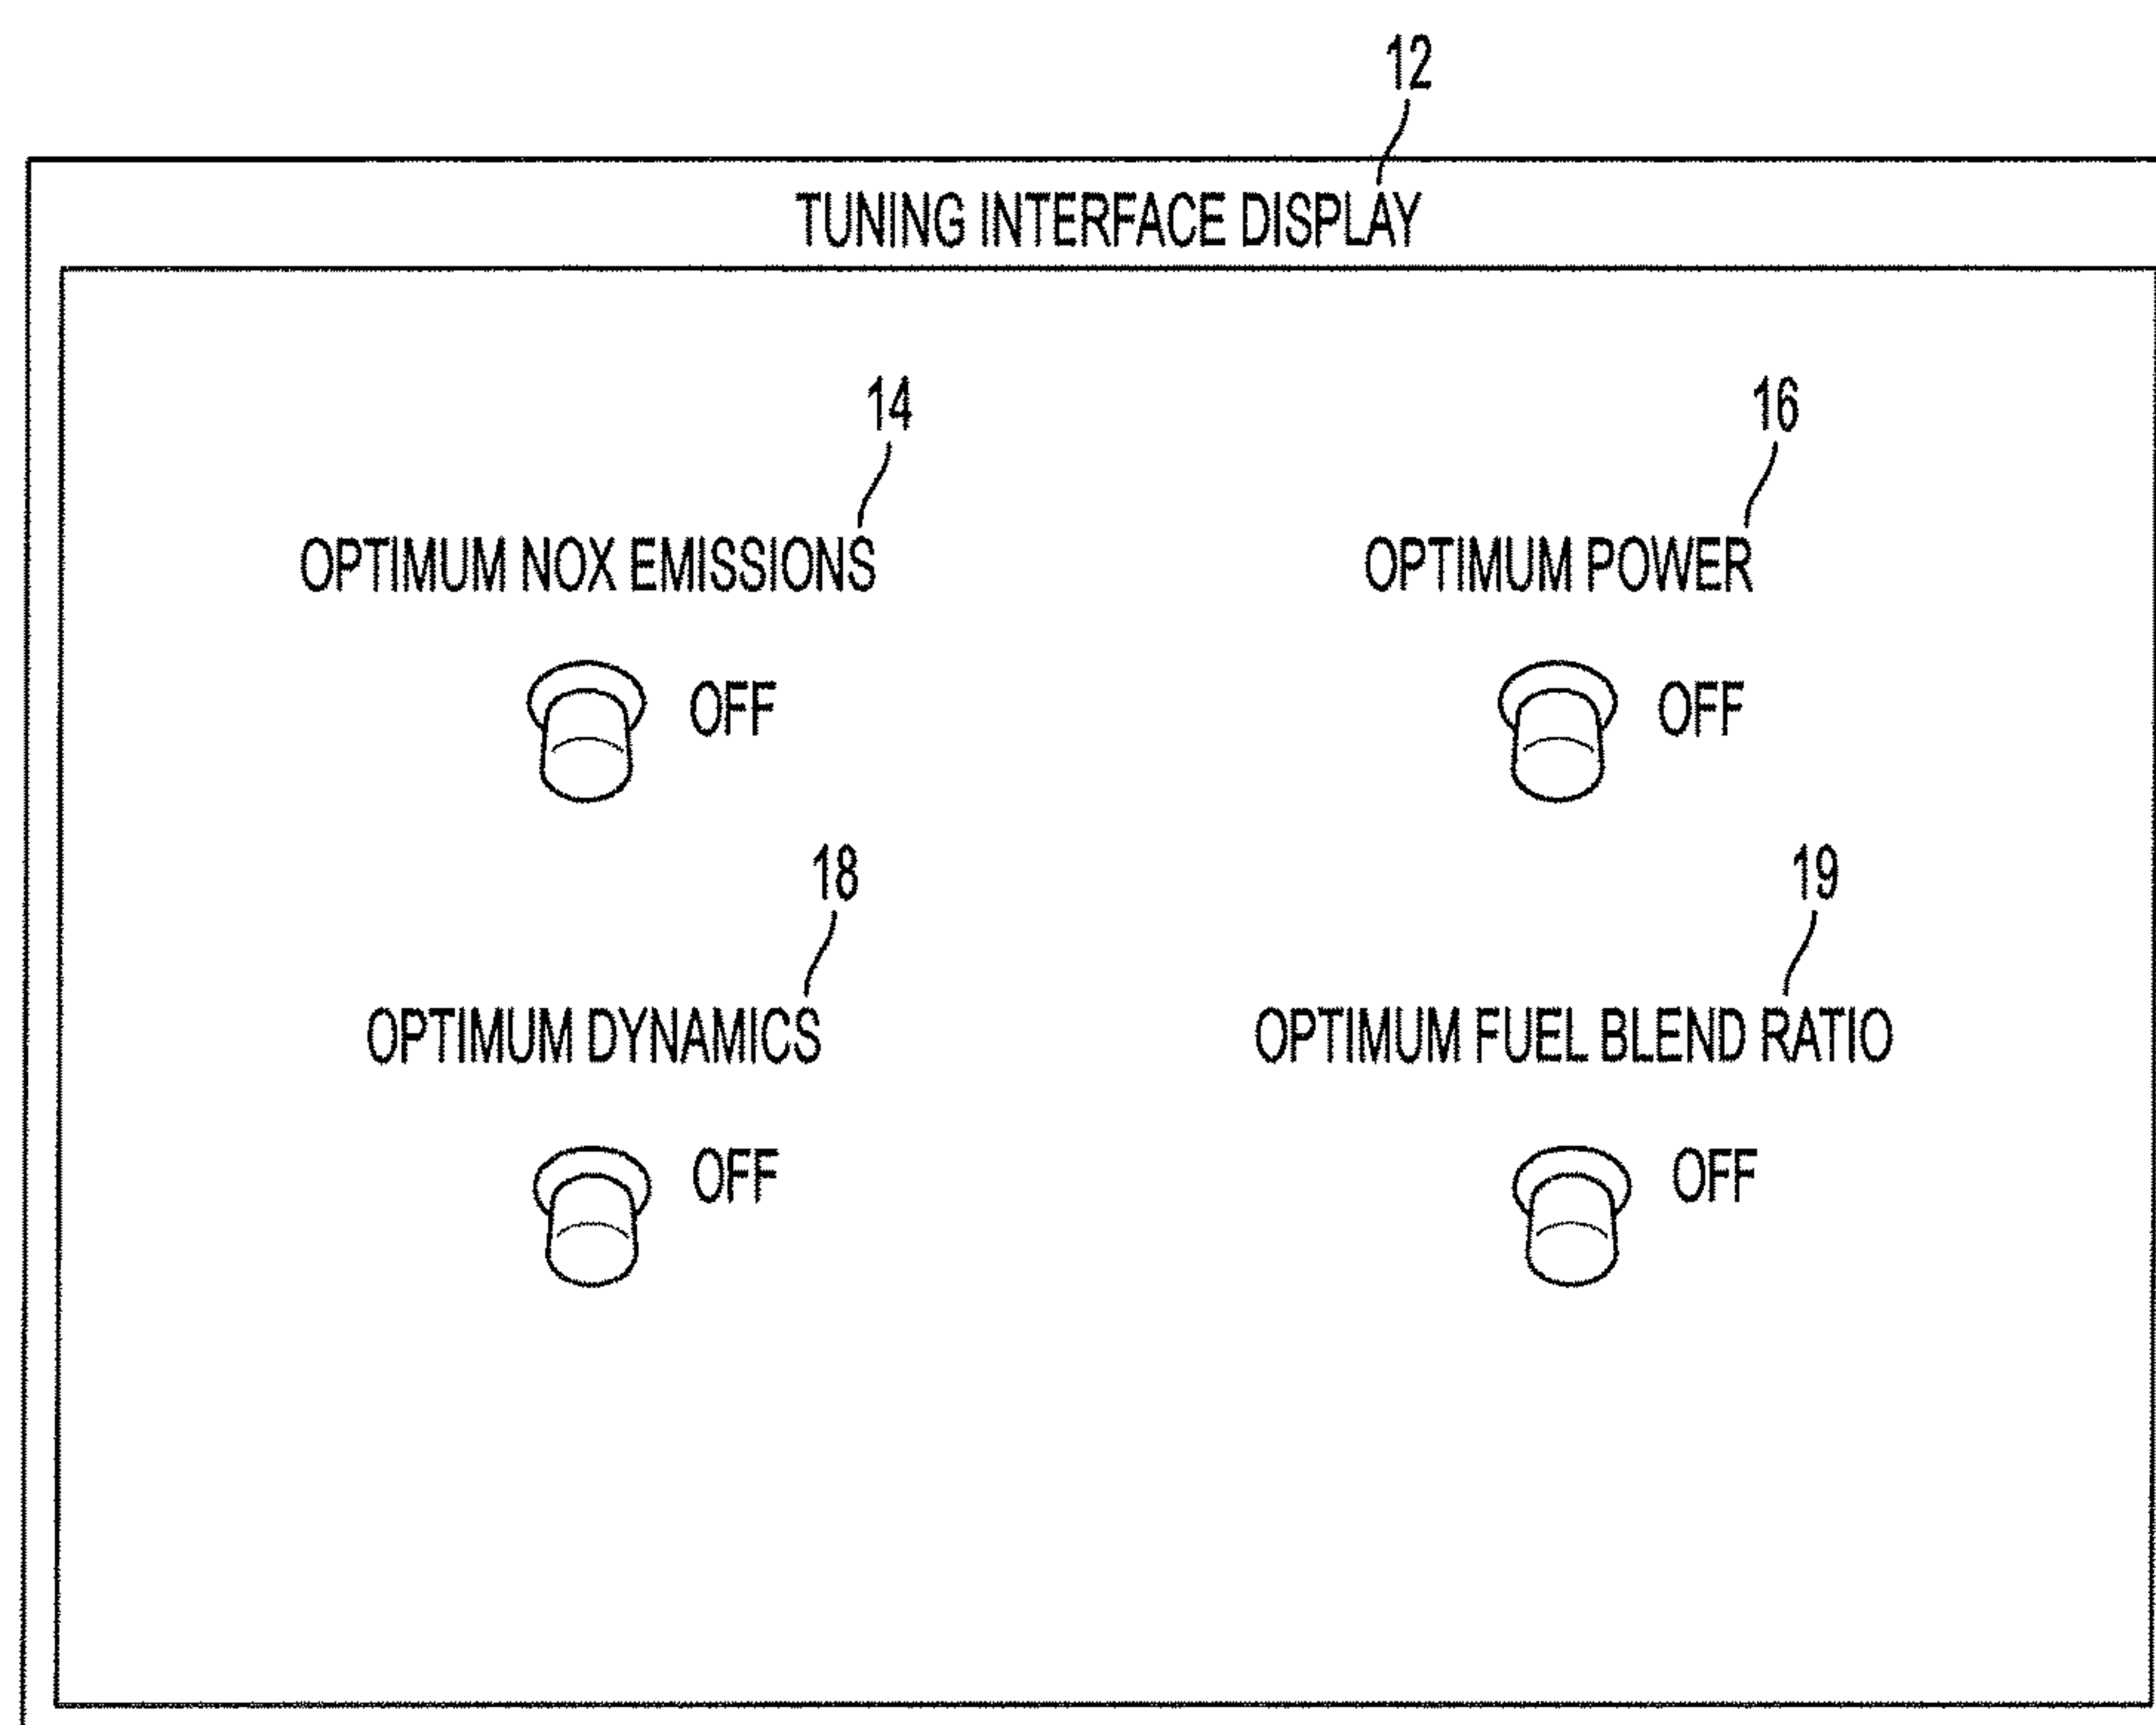 12
TUNING INTERFACE DISPLAY
14
16
OPTIMUM NOX EMISSIONS
OPTIMUM POWER
OFF
OFF
18
19
OPTIMUM DYNAMICS
OPTIMUM FUEL BLEND RATIO
OFF
OFF